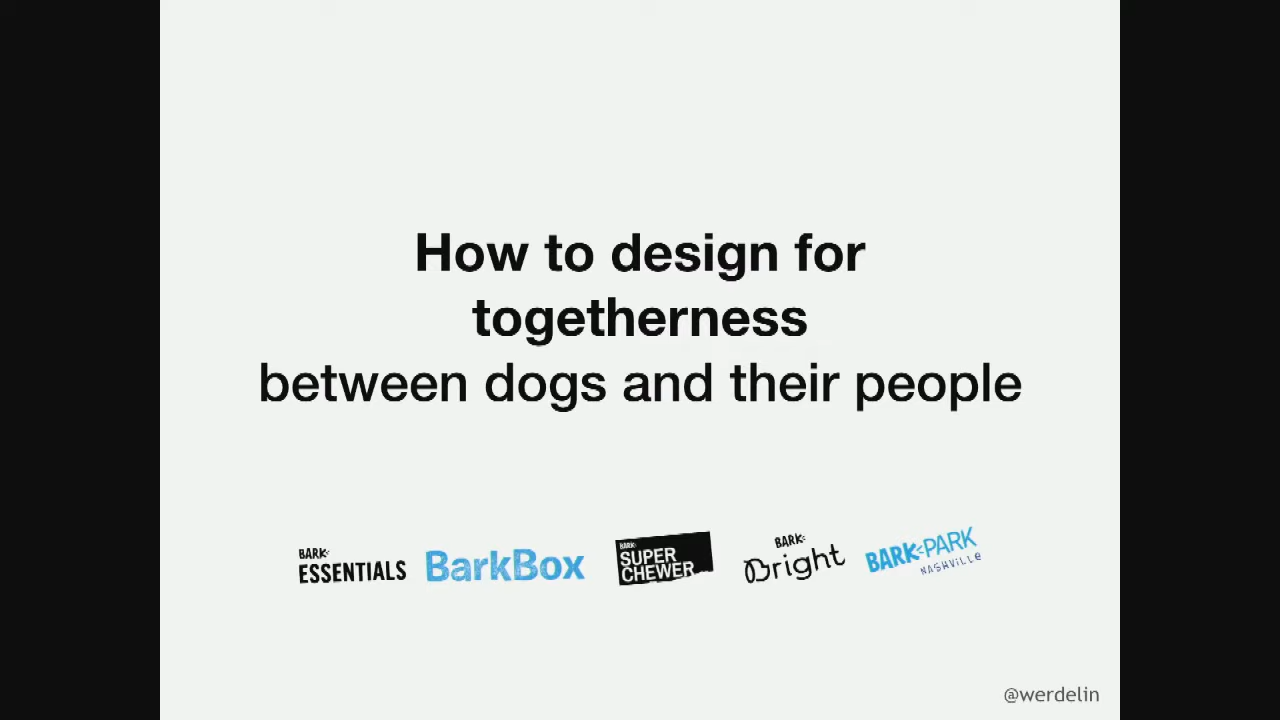 How to design for
togetherness
between dogs and their people
BARK
ESSENTIALS
BarkBox
BARK
SUPER
CHEWER
BARK
Bright
BARK PARK
NASHVILLE
@werdelin